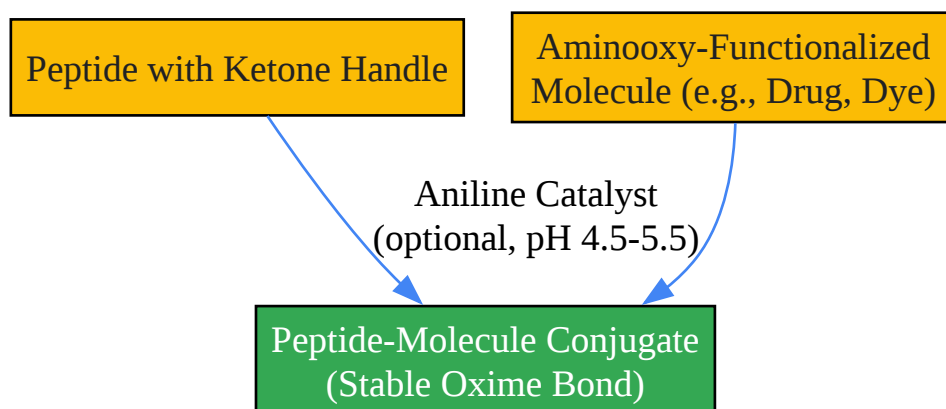 Peptide with Ketone Handle
Aminooxy-Functionalized
Molecule (e.g., Drug, Dye)
Aniline Catalyst
(optional, pH 4.5-5.5)
Peptide-Molecule Conjugate
(Stable Oxime Bond)